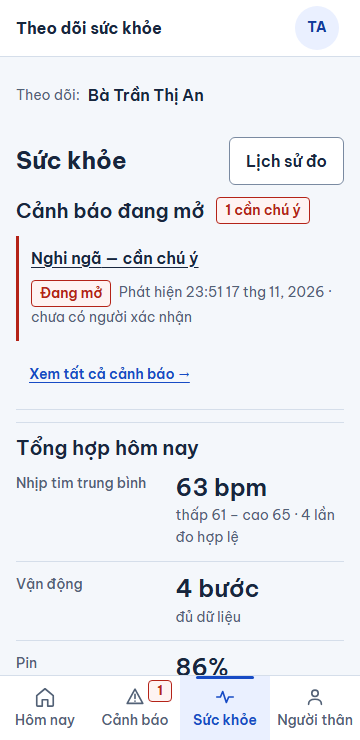 Theo dõi sức khỏe
TA
Theo dõi: Bà Trần Thị An
Sức khỏe
Lịch sử đo
Cảnh báo đang mở
1 cần chú ý
Nghi ngã — cần chú ý
Đang mở Phát hiện 23:51 17 thg 11, 2026 ·
chưa có người xác nhận
Xem tất cả cảnh báo →
Tổng hợp hôm nay
Nhịp tim trung bình
63 bpm
thấp 61 – cao 65 · 4 lần
đo hợp lệ
Vận động
4 bước
đủ dữ liệu
Pin
86%
Hôm nay
1
Cảnh báo
Sức khỏe
Người thân